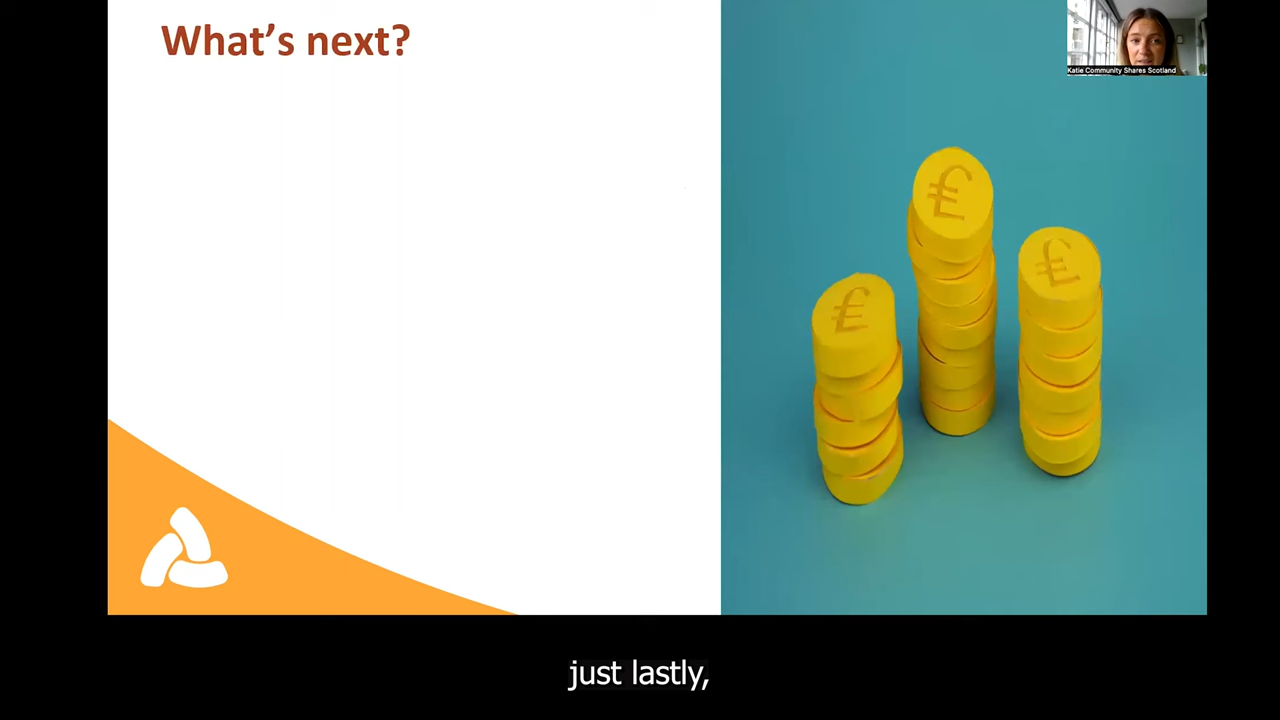 What's next?
Katie Community Shares Scotland
£
£
£
just lastly,